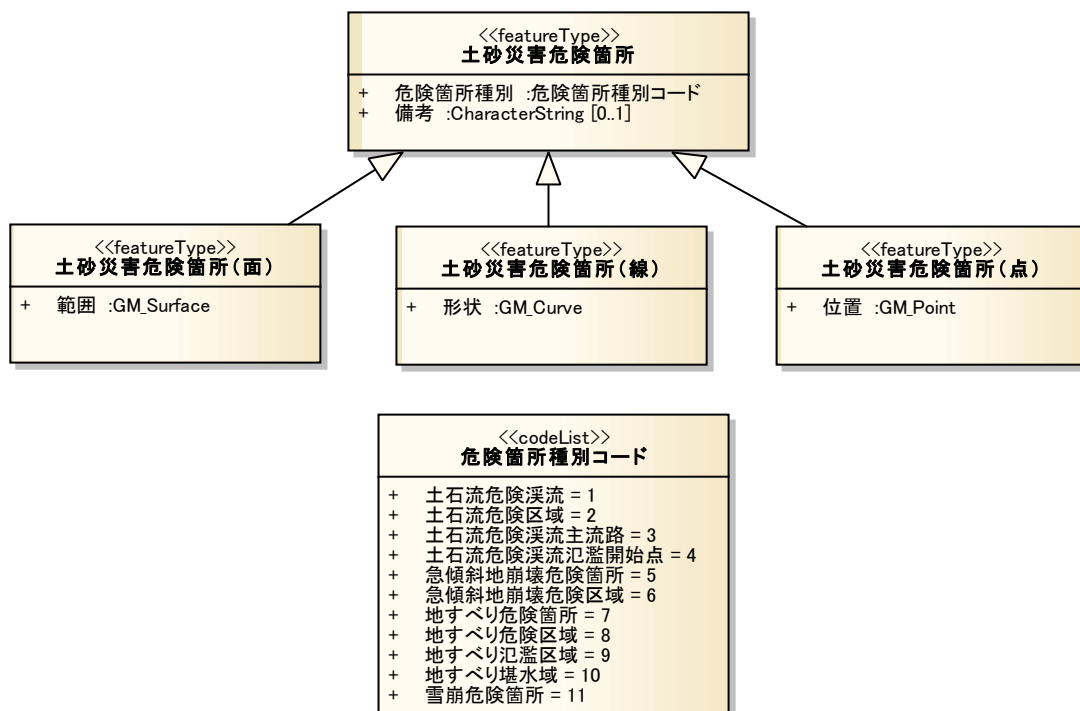 <<featureType>>
土砂災害危険箇所
+ 危険箇所種別 :危険箇所種別コード
+ 備考 :CharacterString [0..1]
<<featureType>>
土砂災害危険箇所(面)
+ 範囲 :GM_Surface
<<featureType>>
土砂災害危険箇所(線)
+ 形状 :GM_Curve
<<featureType>>
土砂災害危険箇所(点)
+ 位置 :GM_Point
<<codeList>>
危険箇所種別コード
+ 土石流危険渓流 = 1
+ 土石流危険区域 = 2
+ 土石流危険渓流主流路 = 3
+ 土石流危険渓流氾濫開始点 = 4
+ 急傾斜地崩壊危険箇所 = 5
+ 急傾斜地崩壊危険区域 = 6
+ 地すべり危険箇所 = 7
+ 地すべり危険区域 = 8
+ 地すべり氾濫区域 = 9
+ 地すべり堪水域 = 10
+ 雪崩危険箇所 = 11